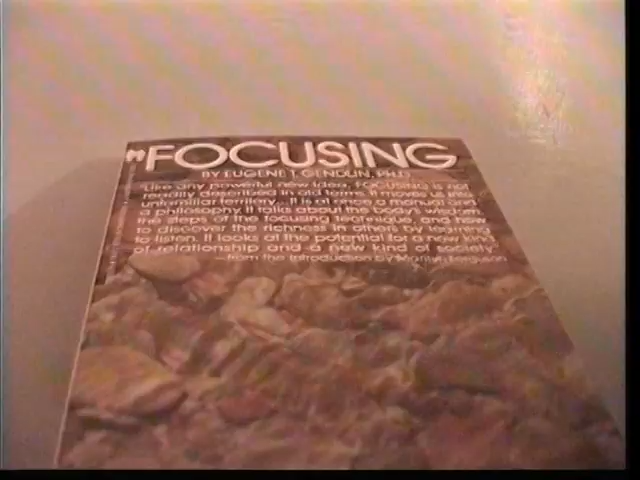 FOCUSING
BY EUGENE T. GENDLIN, PH.D.
"Like any powerful new idea, FOCUSING is not
readily described in old terms. It moves us into
unfamiliar territory... It is at once a manual and
a philosophy. It talks about the body's wisdom,
the steps of the focusing technique, and how
to discover the richness in others by learning
to listen. It looks at the potential for a new kind
of relationship and a new kind of society."
—from the Introduction by Marilyn Ferguson